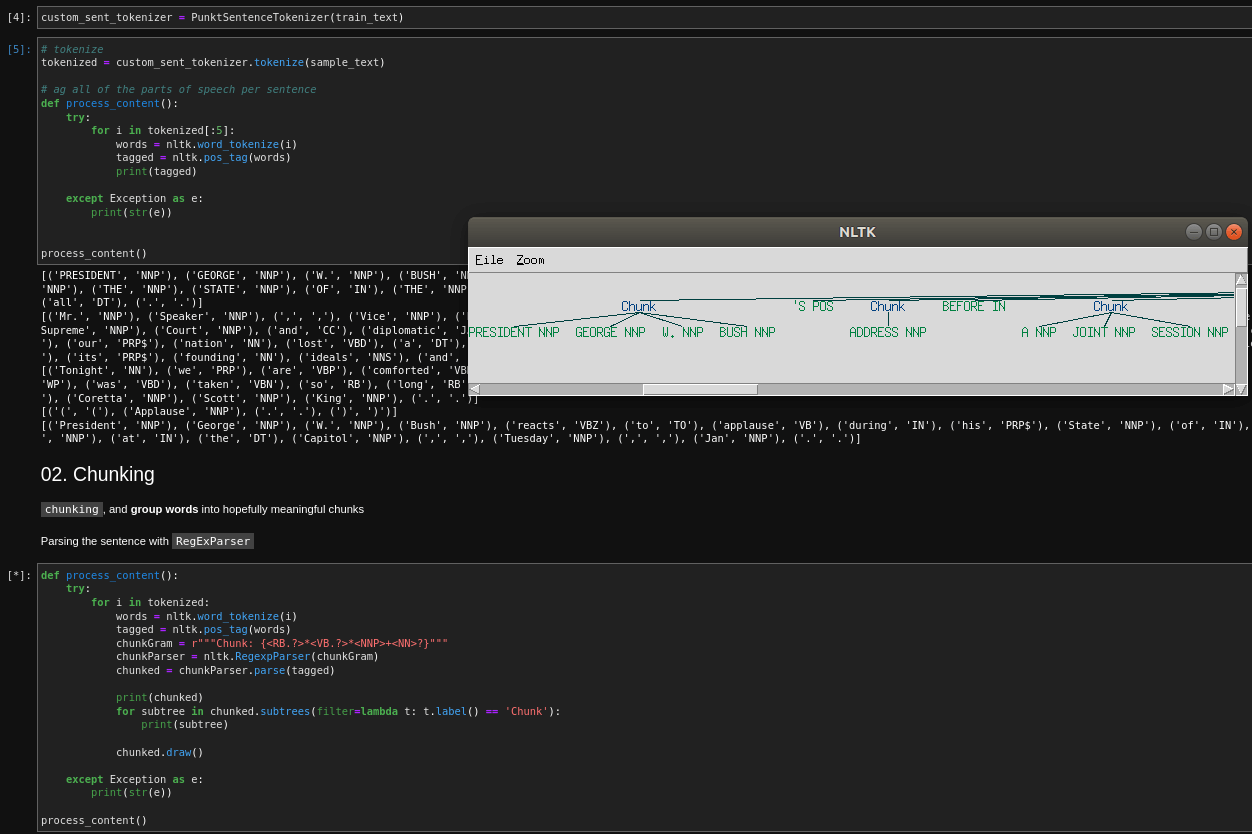 [4]: custom_sent_tokenizer = PunktSentenceTokenizer(train_text)
[5]: # tokenize
tokenized = custom_sent_tokenizer.tokenize(sample_text)
# ag all of the parts of speech per sentence
def process_content():
try:
for i in tokenized[:5]:
words = nltk.word_tokenize(i)
tagged = nltk.pos_tag(words)
print(tagged)
except Exception as e:
print(str(e))
process_content()
NLTK
File Zoom
Chunk 'S POS Chunk BEFORE IN Chunk
PRESIDENT NNP GEORGE NNP W. NNP BUSH NNP ADDRESS NNP A NNP JOINT NNP SESSION NNP
[('PRESIDENT', 'NNP'), ('GEORGE', 'NNP'), ('W.', 'NNP'), ('BUSH',
'NNP'), ('THE', 'NNP'), ('STATE', 'NNP'), ('OF', 'IN'), ('THE', 'NNP
('all', 'DT'), ('.', '.')]
[('Mr.', 'NNP'), ('Speaker', 'NNP'), (',', ','), ('Vice', 'NNP'), ('
Supreme', 'NNP'), ('Court', 'NNP'), ('and', 'CC'), ('diplomatic',
'), ('our', 'PRP$'), ('nation', 'NN'), ('lost', 'VBD'), ('a', 'DT'),
'), ('its', 'PRP$'), ('founding', 'NN'), ('ideals', 'NNS'), ('and',
[('Tonight', 'NN'), ('we', 'PRP'), ('are', 'VBP'), ('comforted',
'WP'), ('was', 'VBD'), ('taken', 'VBN'), ('so', 'RB'), ('long', 'RB'
'), ('Coretta', 'NNP'), ('Scott', 'NNP'), ('King', 'NNP'), ('.', '.')]
[('(', '('), ('Applause', 'NNP'), ('.', '.'), (')', ')')]
[('President', 'NNP'), ('George', 'NNP'), ('W.', 'NNP'), ('Bush', 'NNP'), ('reacts', 'VBZ'), ('to', 'TO'), ('applause', 'VB'), ('during', 'IN'), ('his', 'PRP$'), ('State', 'NNP'), ('of', 'IN'),
', 'NNP'), ('at', 'IN'), ('the', 'DT'), ('Capitol', 'NNP'), (',', ','), ('Tuesday', 'NNP'), (',', ','), ('Jan', 'NNP'), ('.', '.')]
02. Chunking
chunking, and group words into hopefully meaningful chunks
Parsing the sentence with RegExParser
[*]: def process_content():
try:
for i in tokenized:
words = nltk.word_tokenize(i)
tagged = nltk.pos_tag(words)
chunkGram = r"""Chunk: {<RB.?>*<VB.?>*<NNP>+<NN>?}"""
chunkParser = nltk.RegexpParser(chunkGram)
chunked = chunkParser.parse(tagged)
print(chunked)
for subtree in chunked.subtrees(filter=lambda t: t.label() == 'Chunk'):
print(subtree)
chunked.draw()
except Exception as e:
print(str(e))
process_content()